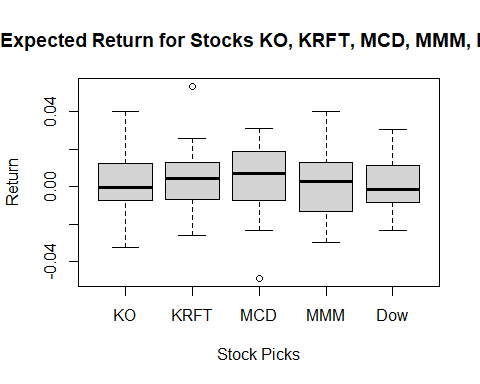 Expected Return for Stocks KO, KRFT, MCD, MMM,
Return
0.04
0.00
-0.04
KO KRFT MCD MMM Dow
Stock Picks